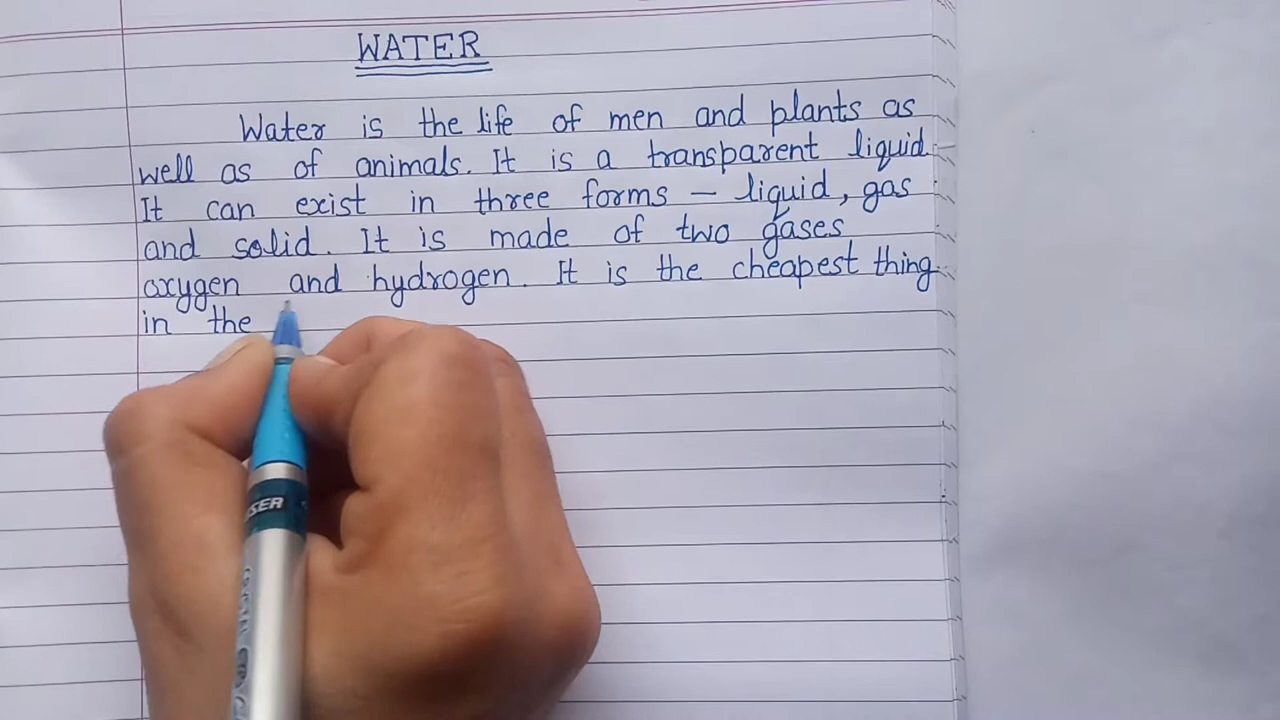 WATER
Water is the life of men and plants as
well as of animals. It is a transparent liquid.
It can exist in three forms – liquid, gas
and solid. It is made of two gases
oxygen and hydrogen. It is the cheapest thing
in the